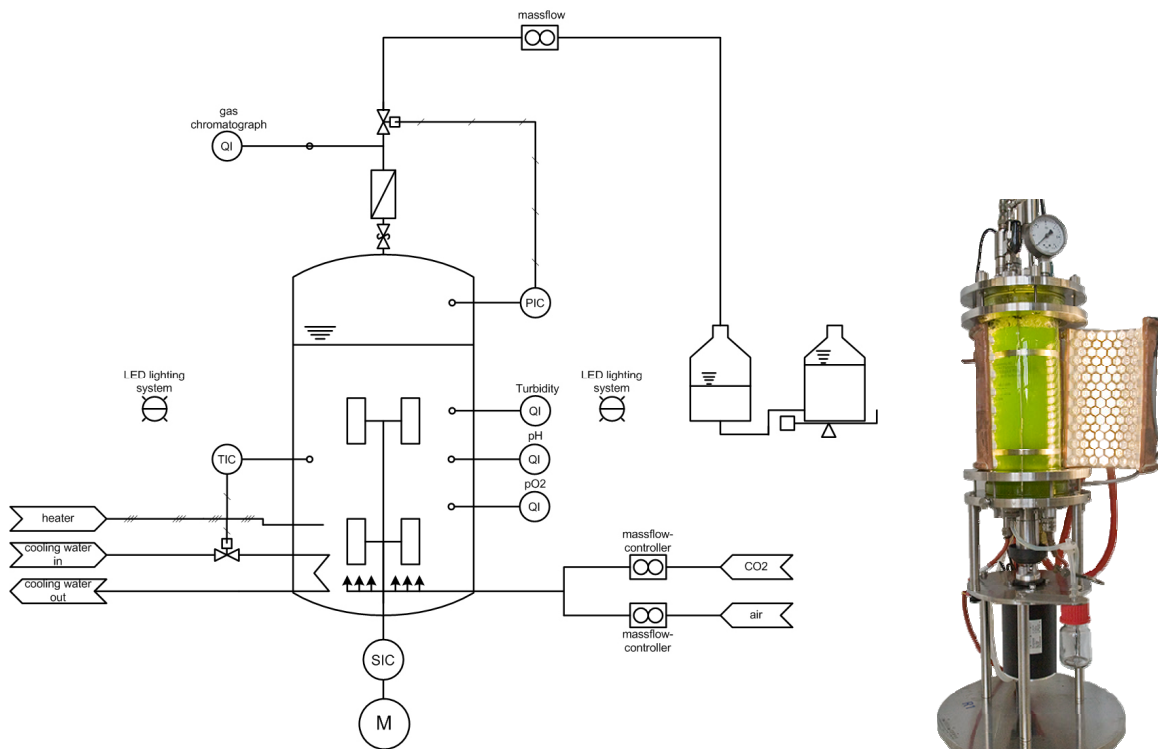 massflow
gas
chromatograph
QI
PIC
LED lighting
system
Turbidity
QI
LED lighting
system
pH
QI
TIC
pO2
QI
heater
cooling water
in
cooling water
out
massflow-
controller
CO2
air
massflow-
controller
SIC
M